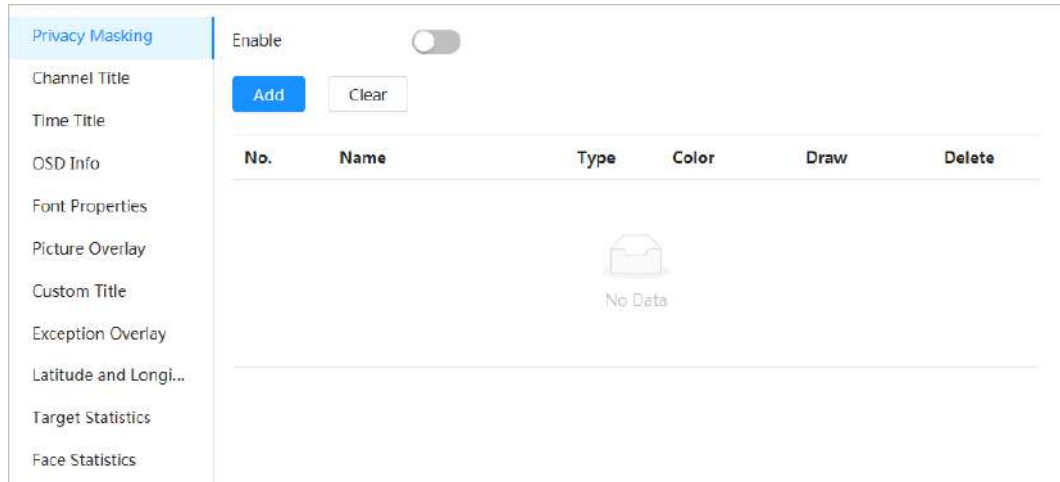 Privacy Masking
Enable
Channel Title
Add Clear
Time Title
No. Name Type Color Draw Delete
OSD Info
Font Properties
Picture Overlay
Custom Title
No Data
Exception Overlay
Latitude and Longi...
Target Statistics
Face Statistics